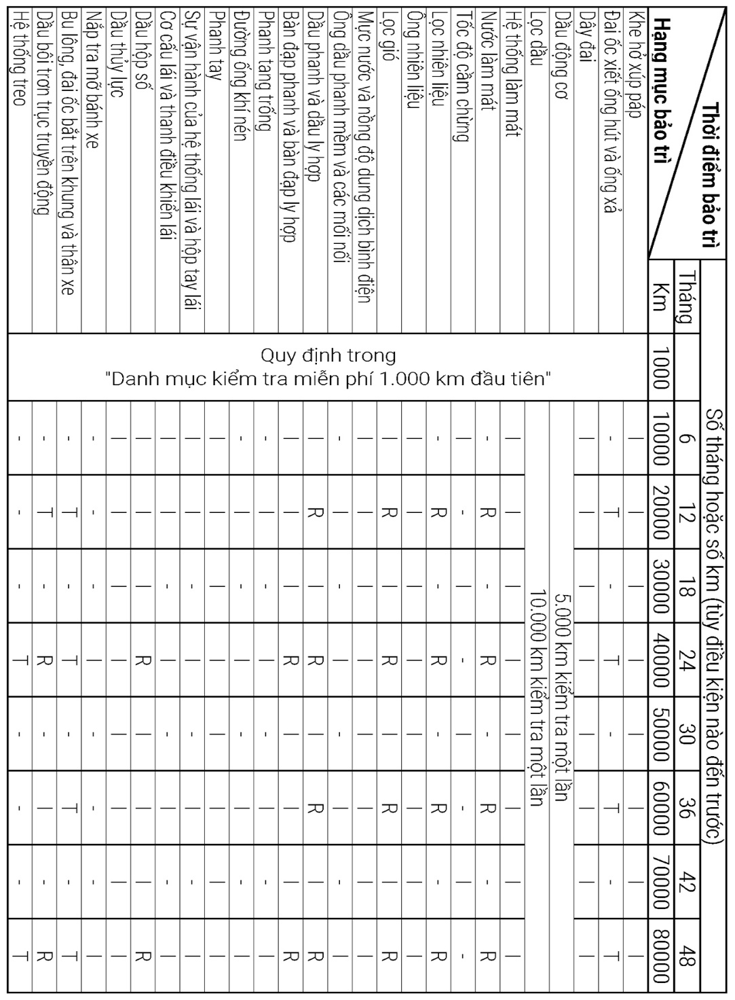 Thời điểm bảo trì
Hạng mục bảo trì
Số tháng hoặc số km (tùy điều kiện nào đến trước)
Tháng 6 12 18 24 30 36 42 48
Km 1000 10000 20000 30000 40000 50000 60000 70000 80000
Quy định trong
"Danh mục kiểm tra miễn phí 1.000 km đầu tiên"
Khe hở xúp páp I I I I I I I I
Đai ốc xiết ống hút và ống xả - T - T - T - T
Dây đai I I I I I I I I
Dầu động cơ 5.000 km kiểm tra một lần
Lọc dầu 10.000 km kiểm tra một lần
Hệ thống làm mát I I I I I I I I
Nước làm mát - R - R - R - R
Tốc độ cầm chừng I - I - I - I -
Lọc nhiên liệu - R - R - R - R
Ống nhiên liệu I I I I I I I I
Lọc gió I R I R I R I R
Mực nước và nồng độ dung dịch bình điện I I I I I I I I
Ống dầu phanh mềm và các mối nối - I - I - I - I
Dầu phanh và dầu ly hợp I R I R I R I R
Bàn đạp phanh và bàn đạp ly hợp I I I R I I I R
Phanh tang trống - I - I - I - I
Đường ống khí nén - I - I - I - I
Phanh tay I I I I I I I I
Sự vận hành của hệ thống lái và hộp tay lái I I - I - I - I
Cơ cấu lái và thanh điều khiển lái I I - I - I - I
Dầu hộp số I I I R I I I R
Dầu thủy lực I I I I I I I I
Nắp tra mỡ bánh xe - - - I - - - I
Bu lông, đai ốc bắt trên khung và thân xe - T - T - T - T
Dầu bôi trơn trục truyền động - T - R - I - R
Hệ thống treo - - - T - - - T